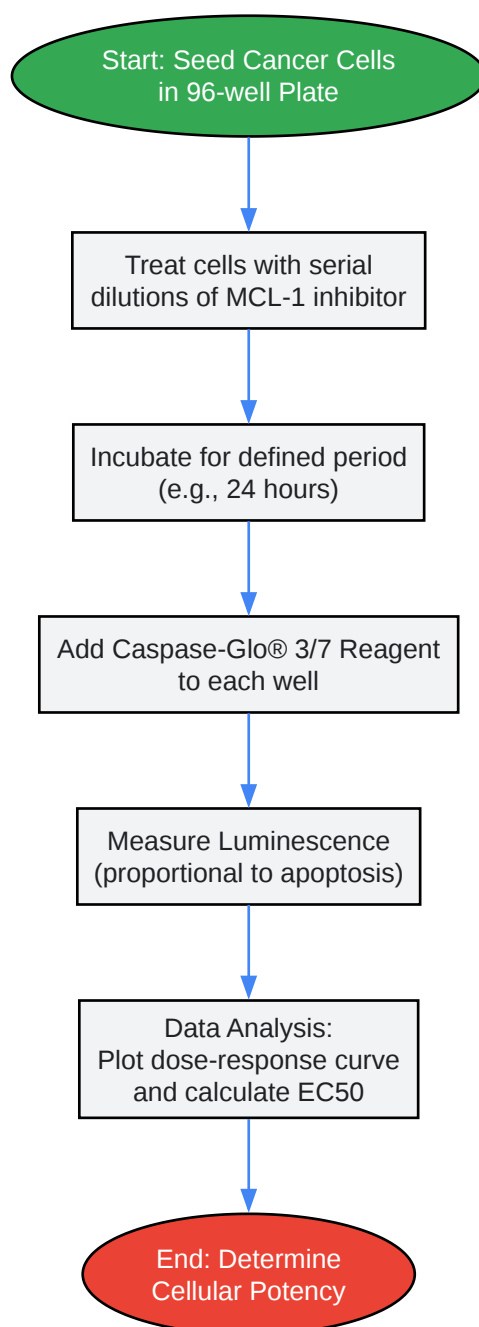 Start: Seed Cancer Cells
in 96-well Plate
Treat cells with serial
dilutions of MCL-1 inhibitor
Incubate for defined period
(e.g., 24 hours)
Add Caspase-Glo® 3/7 Reagent
to each well
Measure Luminescence
(proportional to apoptosis)
Data Analysis:
Plot dose-response curve
and calculate EC50
End: Determine
Cellular Potency